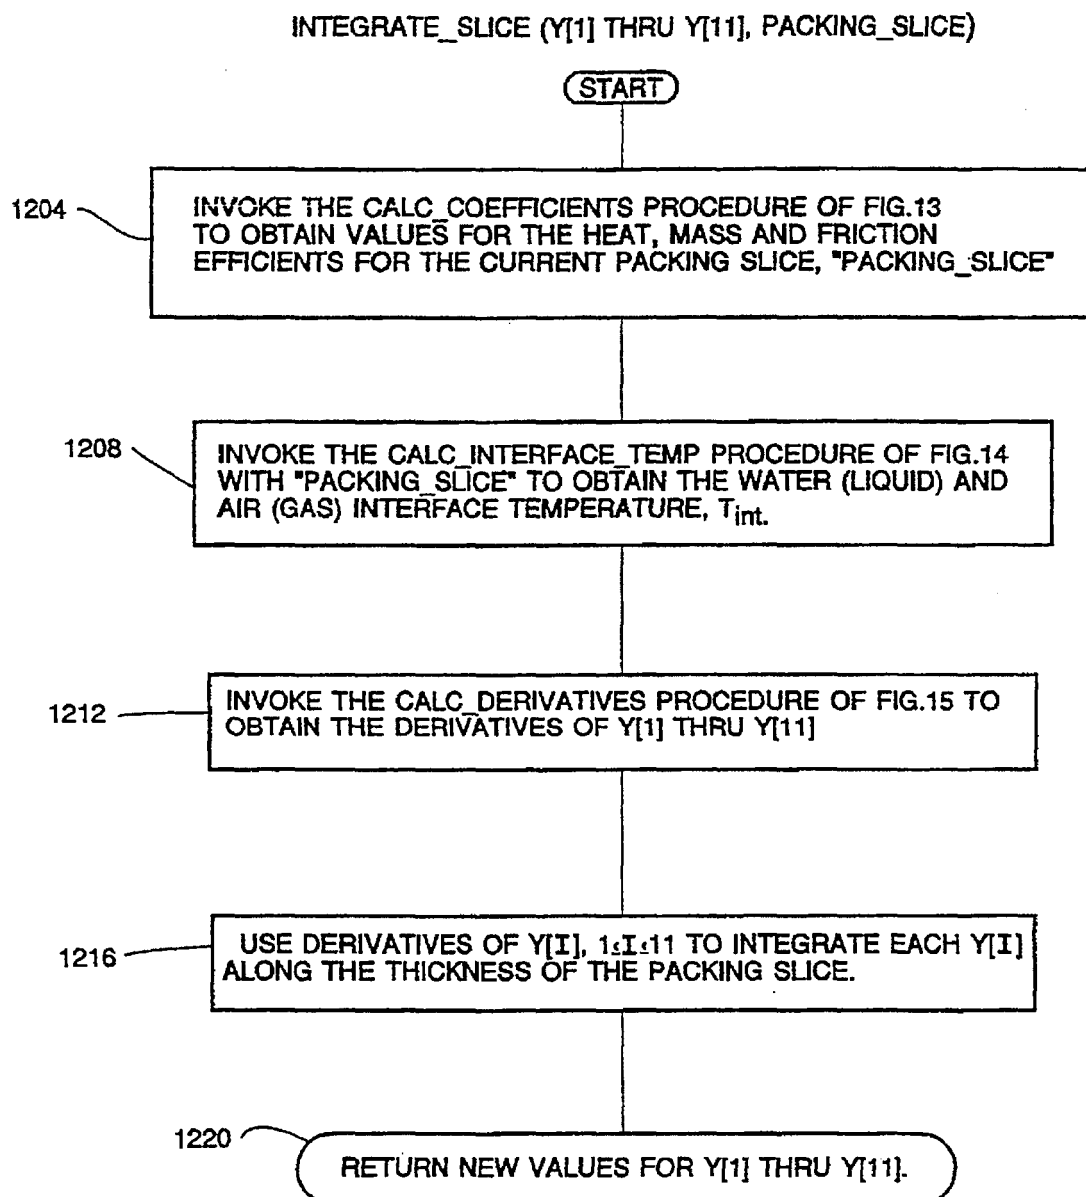 INTEGRATE_SLICE (Y[1] THRU Y[11], PACKING_SLICE)
START
1204
INVOKE THE CALC_COEFFICIENTS PROCEDURE OF FIG.13
TO OBTAIN VALUES FOR THE HEAT, MASS AND FRICTION
EFFICIENTS FOR THE CURRENT PACKING SLICE, "PACKING_SLICE"
1208
INVOKE THE CALC_INTERFACE_TEMP PROCEDURE OF FIG.14
WITH "PACKING_SLICE" TO OBTAIN THE WATER (LIQUID) AND
AIR (GAS) INTERFACE TEMPERATURE, Tint.
1212
INVOKE THE CALC_DERIVATIVES PROCEDURE OF FIG.15 TO
OBTAIN THE DERIVATIVES OF Y[1] THRU Y[11]
1216
USE DERIVATIVES OF Y[I], 1≤I≤11 TO INTEGRATE EACH Y[I]
ALONG THE THICKNESS OF THE PACKING SLICE.
1220
RETURN NEW VALUES FOR Y[1] THRU Y[11].